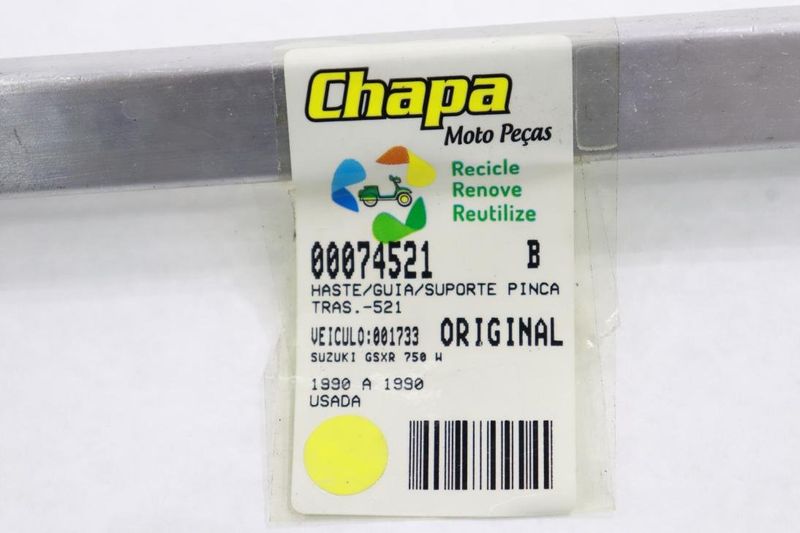 Chapa
Moto Peças
Recicle
Renove
Reutilize
00074521 B
HASTE/GUIA/SUPORTE PINCA
TRAS.-521
VEICULO:001733 ORIGINAL
SUZUKI GSXR 750 W
1990 A 1990
USADA